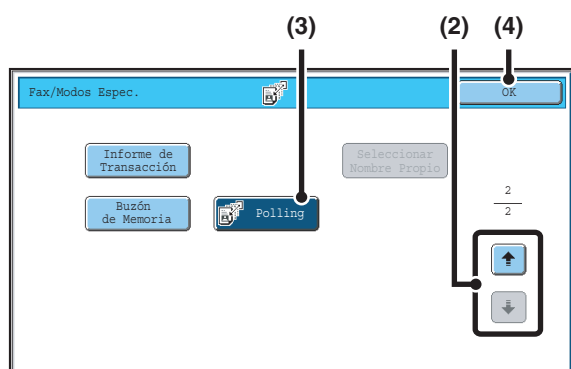 (3) (2) (4)
Fax/Modos Espec. OK
Informe de
Transacción
Seleccionar
Nombre Propio
Buzón
de Memoria
Polling
2
2